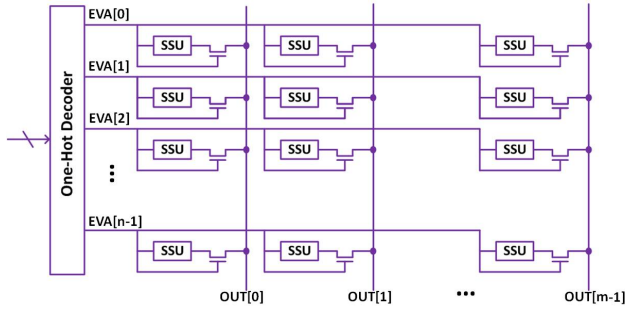 EVA[0]
SSU SSU SSU
EVA[1]
SSU SSU SSU
EVA[2]
SSU SSU SSU
One-Hot Decoder
EVA[n-1]
SSU SSU SSU
OUT[0] OUT[1] ... OUT[m-1]